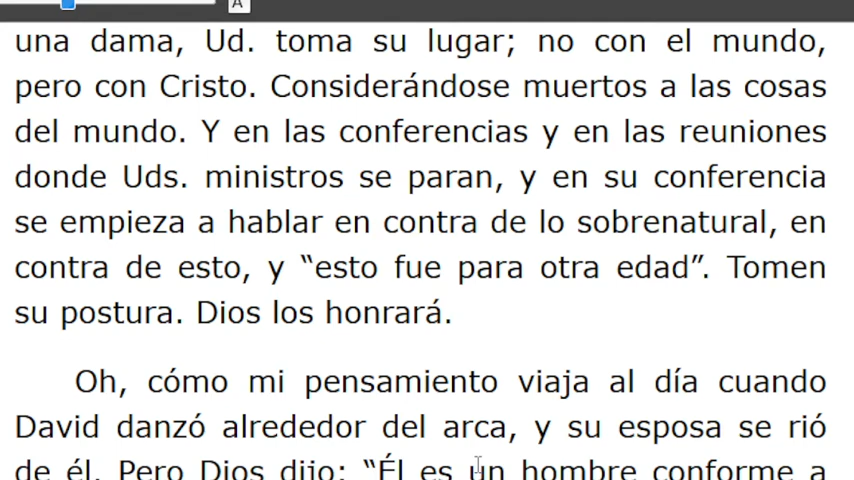 A
una dama, Ud. toma su lugar; no con el mundo,
pero con Cristo. Considerándose muertos a las cosas
del mundo. Y en las conferencias y en las reuniones
donde Uds. ministros se paran, y en su conferencia
se empieza a hablar en contra de lo sobrenatural, en
contra de esto, y “esto fue para otra edad”. Tomen
su postura. Dios los honrará.
Oh, cómo mi pensamiento viaja al día cuando
David danzó alrededor del arca, y su esposa se rió
de él. Pero Dios dijo: “Él es un hombre conforme a